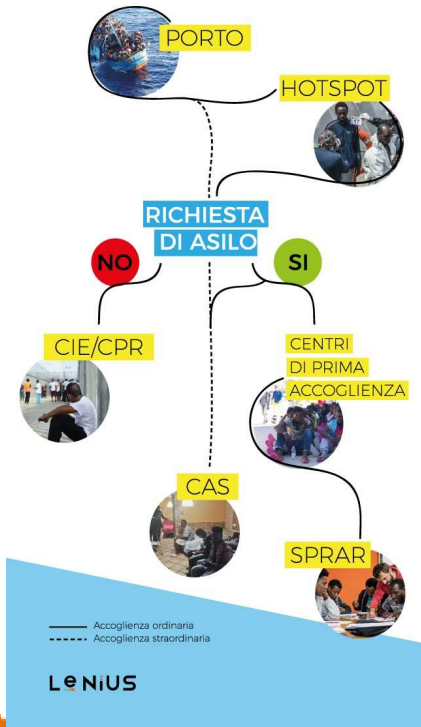 PORTO
HOTSPOT
RICHIESTA
DI ASILO
NO
SI
CIE/CPR
CENTRI
DI PRIMA
ACCOGLIENZA
CAS
SPRAR
Accoglienza ordinaria
Accoglienza straordinaria
LeNiUS